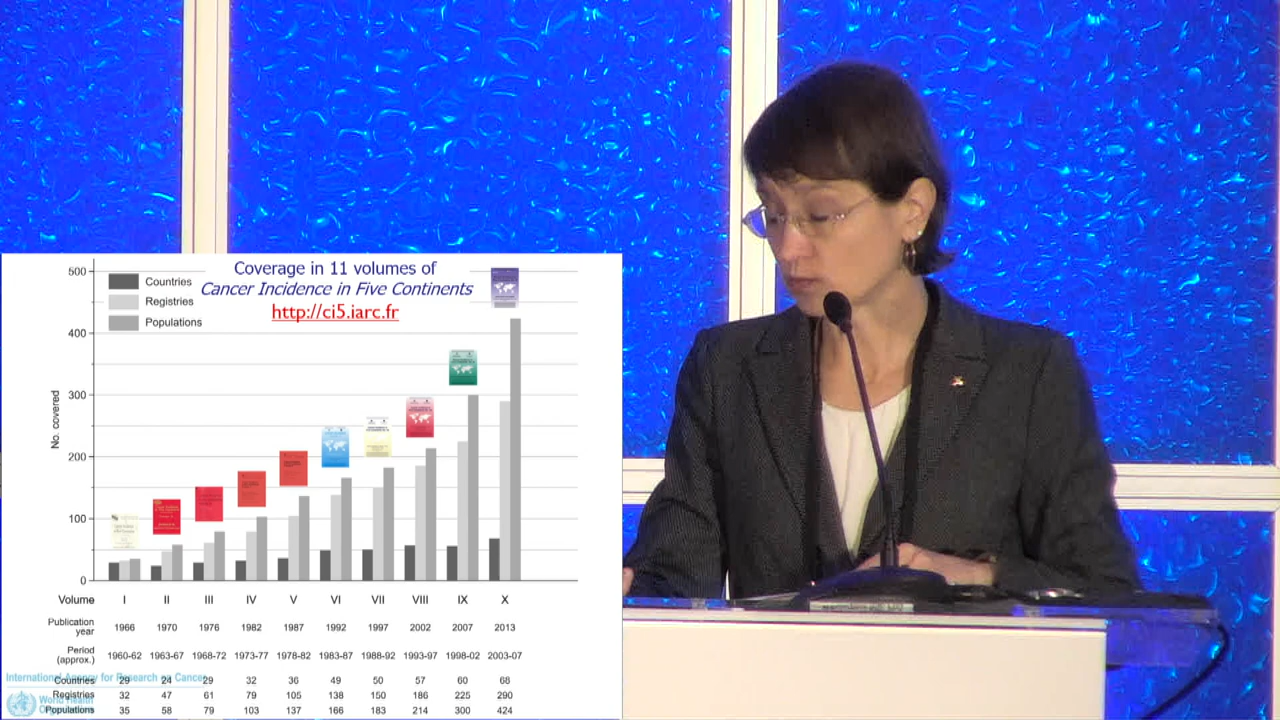 Coverage in 11 volumes of
Cancer Incidence in Five Continents
http://ci5.iarc.fr
Countries
Registries
Populations
No. covered
500
400
300
200
100
0
Volume I II III IV V VI VII VIII IX X
Publication year 1966 1970 1976 1982 1987 1992 1997 2002 2007 2013
Period (approx.) 1960-62 1963-67 1968-72 1973-77 1978-82 1983-87 1988-92 1993-97 1998-02 2003-07
International Agency for Research on Cancer
Countries 29 24 29 32 36 49 50 57 60 68
Registries 32 47 61 79 105 138 150 186 225 290
World Health Organization
Populations 35 58 79 103 137 166 183 214 300 424